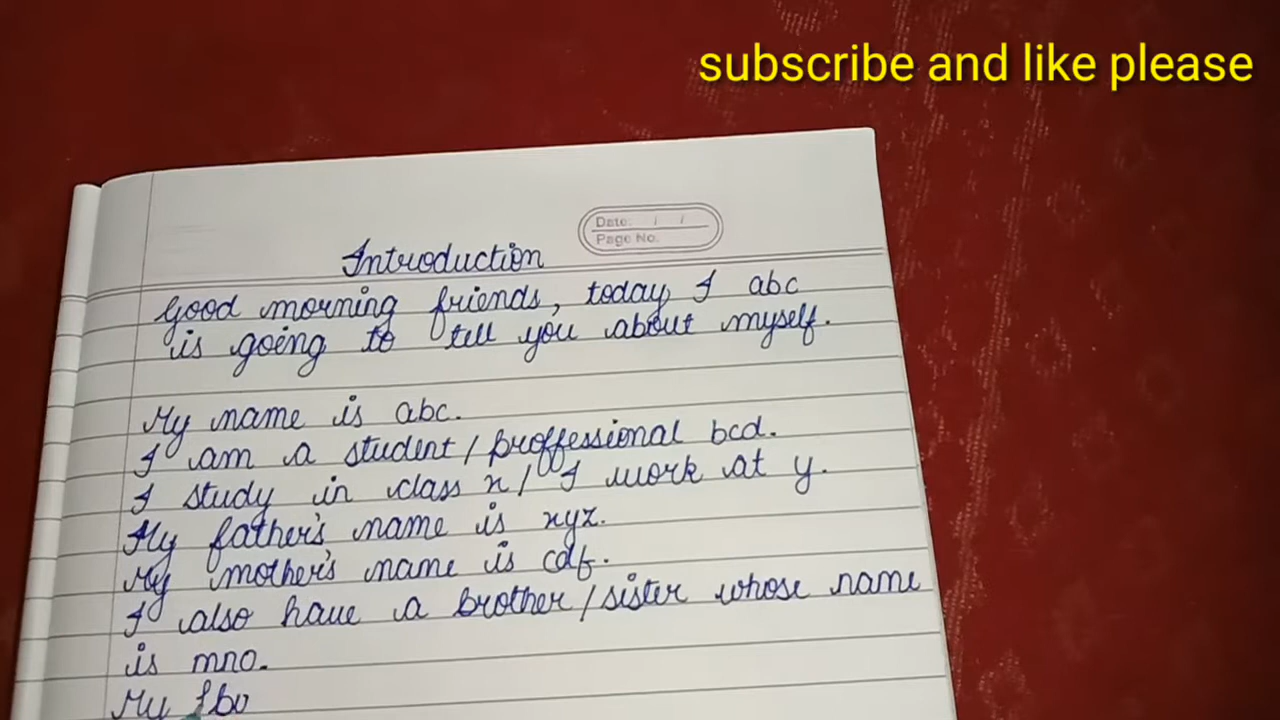 subscribe and like please
Date: / /
Page No.
Introduction
Good morning friends, today I abc
is going to tell you about myself.
My name is abc.
I am a student / proffessional bcd.
I study in class x / I work at y.
My father's name is xyz.
My mother's name is cdf.
I also have a brother / sister whose name
is mno.
My